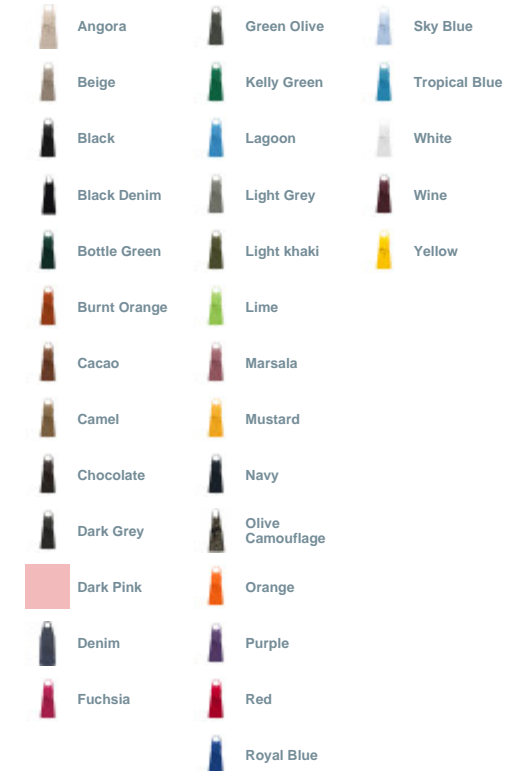 Angora
Beige
Black
Black Denim
Bottle Green
Burnt Orange
Cacao
Camel
Chocolate
Dark Grey
Dark Pink
Denim
Fuchsia
Green Olive
Kelly Green
Lagoon
Light Grey
Light khaki
Lime
Marsala
Mustard
Navy
Olive
Camouflage
Orange
Purple
Red
Royal Blue
Sky Blue
Tropical Blue
White
Wine
Yellow